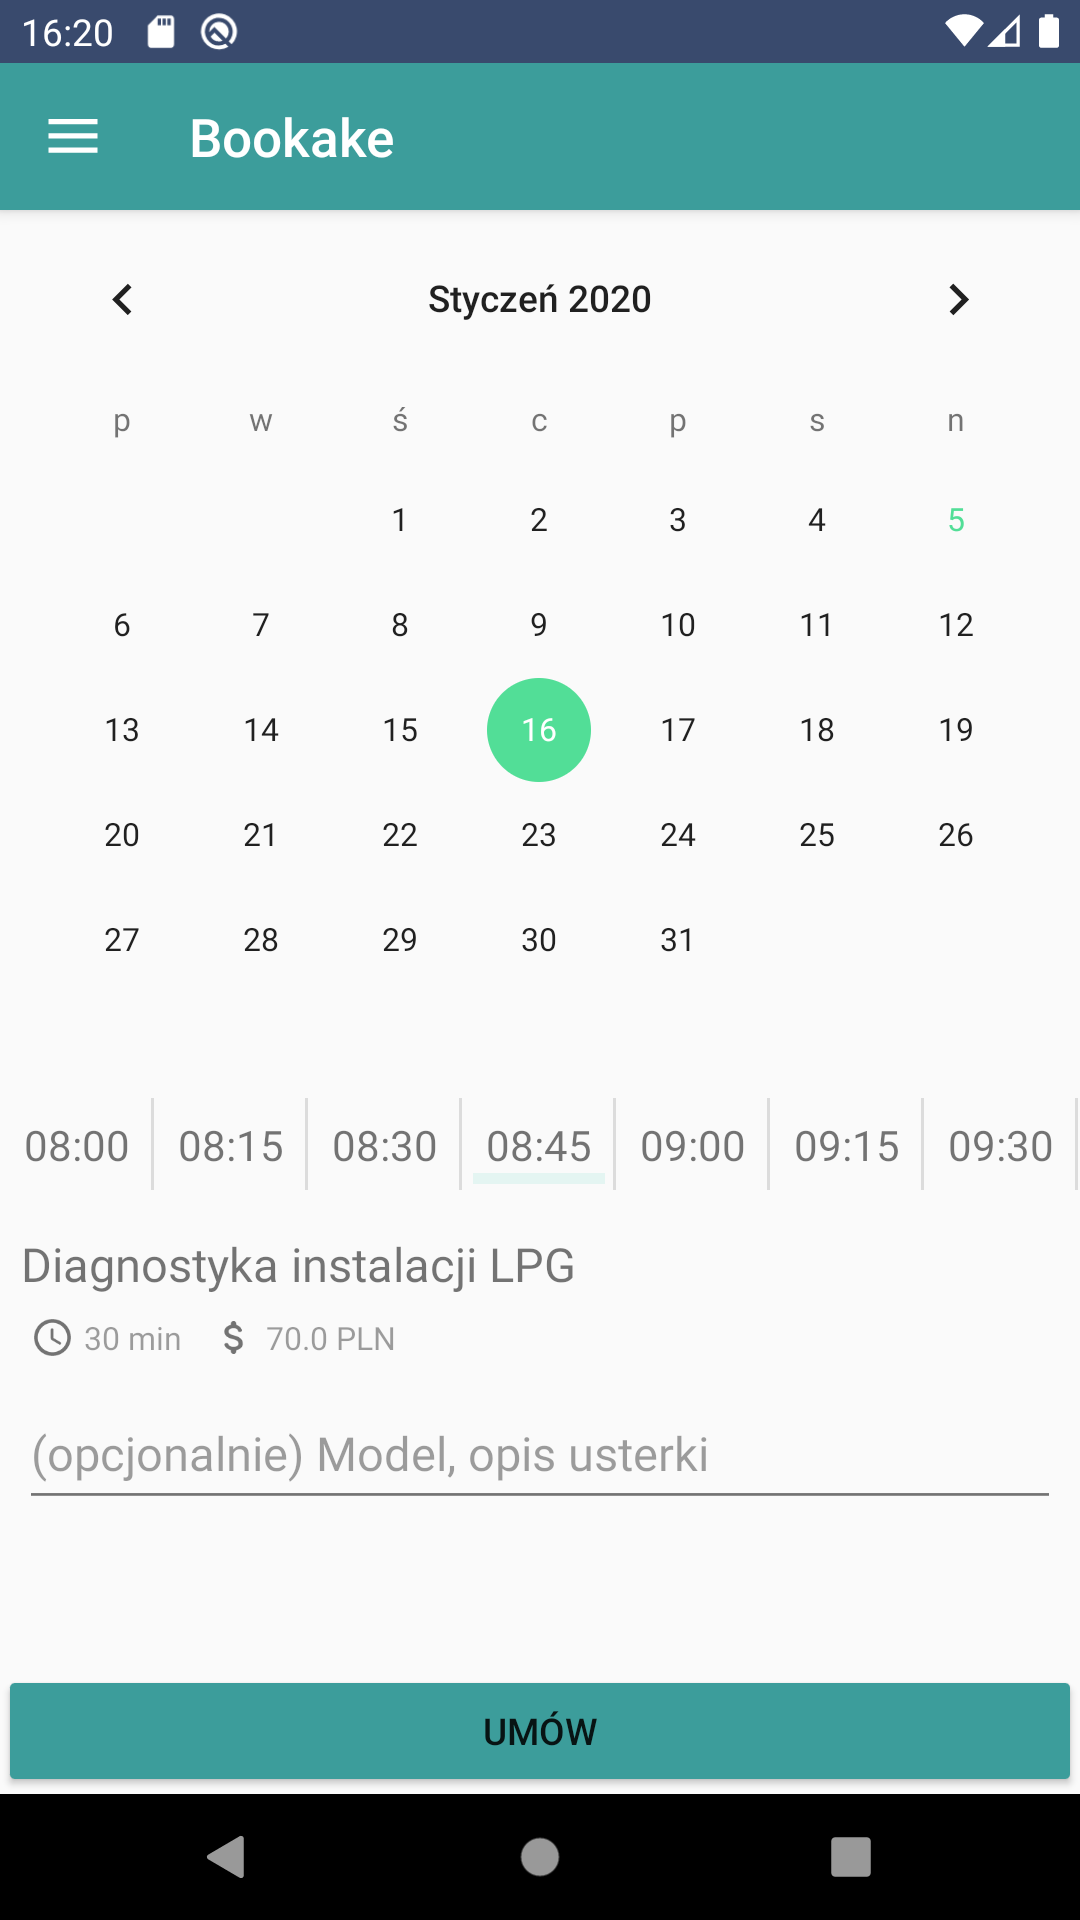 16:20
Bookake
Styczeń 2020
p w ś c p s n
1 2 3 4 5
6 7 8 9 10 11 12
13 14 15 16 17 18 19
20 21 22 23 24 25 26
27 28 29 30 31
08:00 08:15 08:30 08:45 09:00 09:15 09:30
Diagnostyka instalacji LPG
30 min $ 70.0 PLN
(opcjonalnie) Model, opis usterki
UMÓW